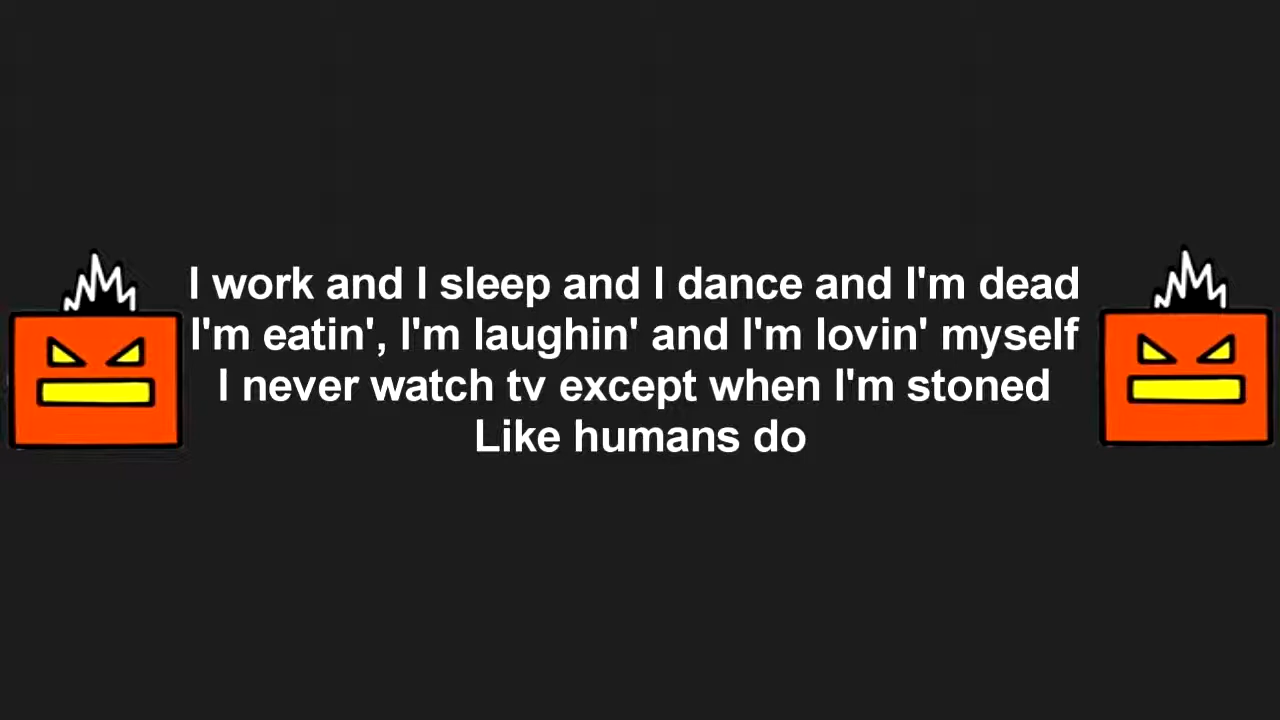 I work and I sleep and I dance and I'm dead
I'm eatin', I'm laughin' and I'm lovin' myself
I never watch tv except when I'm stoned
Like humans do